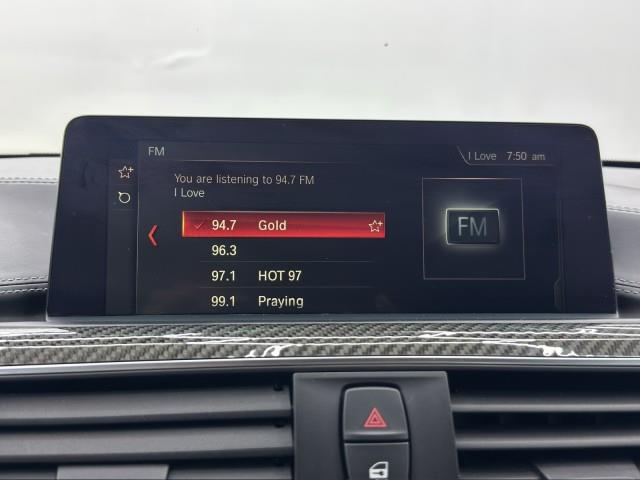 FM
I Love 7:50 am
You are listening to 94.7 FM
I Love
94.7 Gold
96.3
97.1 HOT 97
99.1 Praying
FM